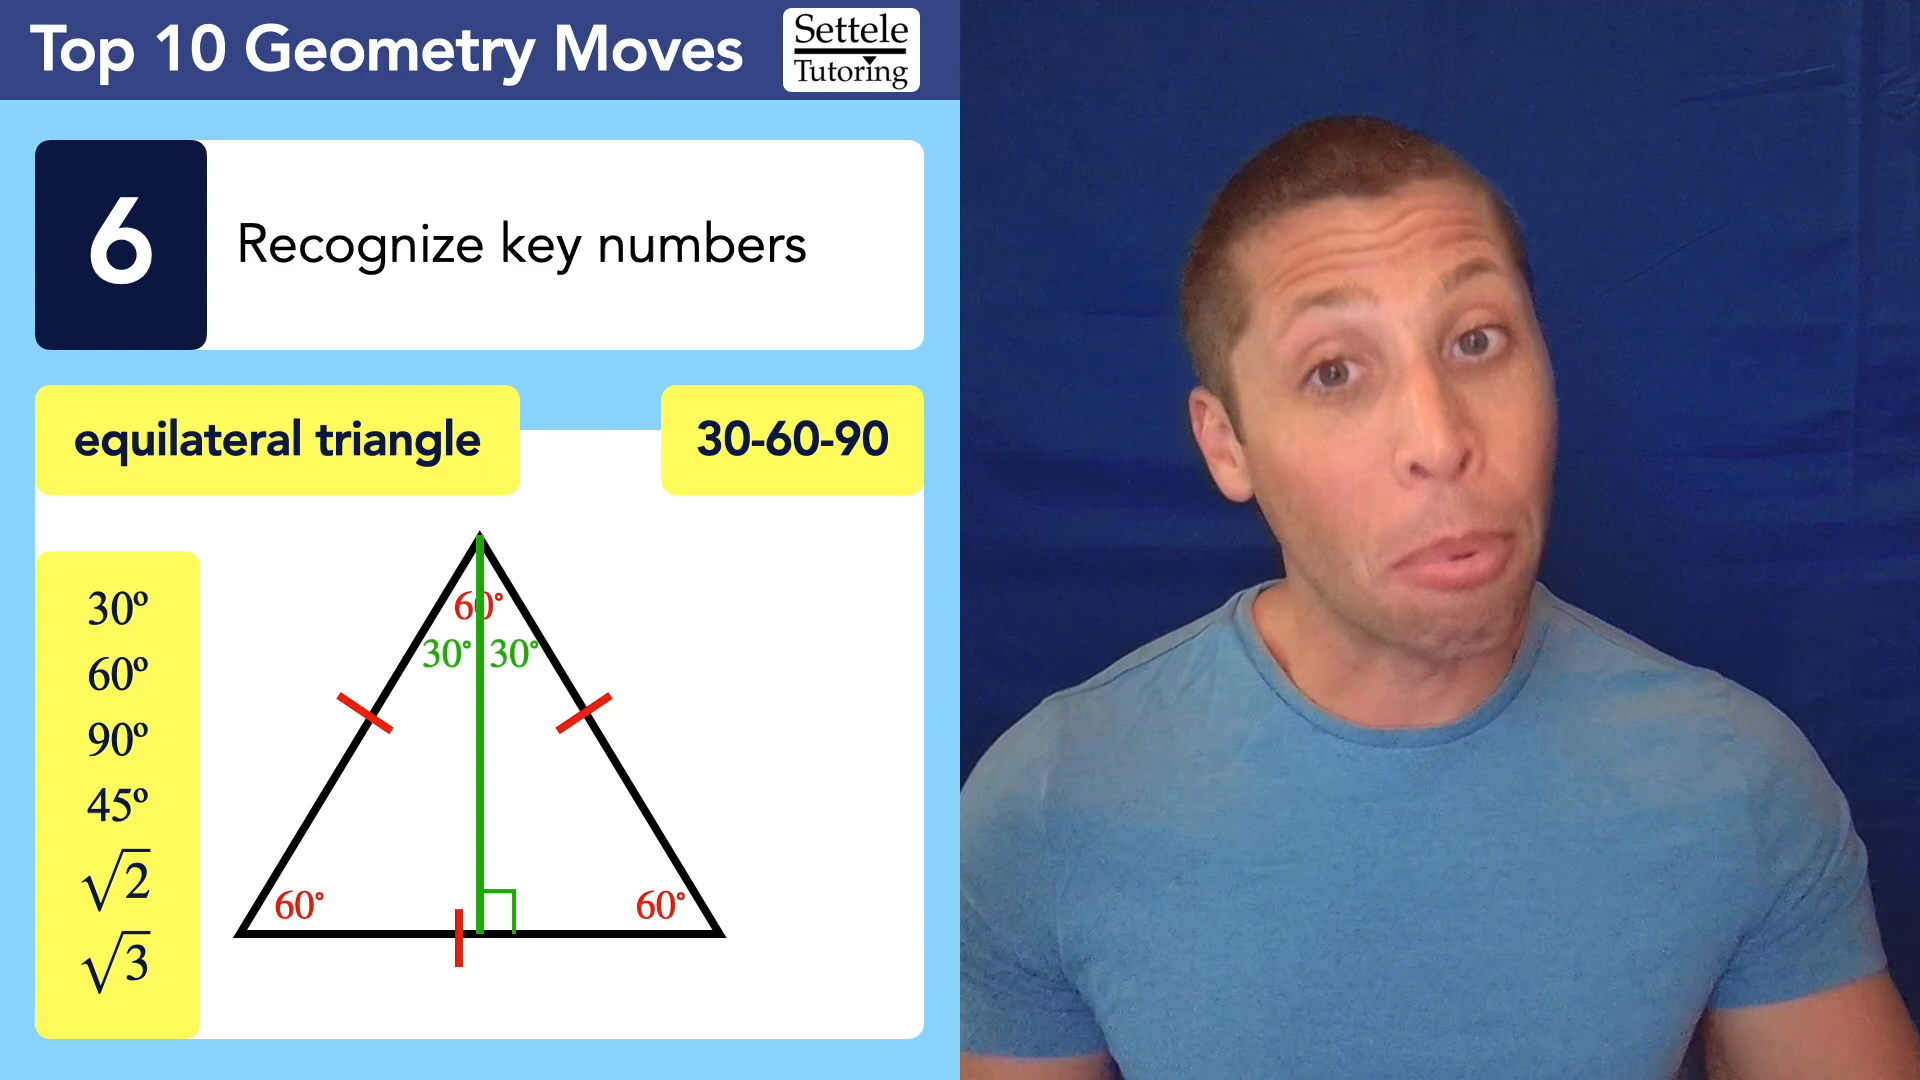 Top 10 Geometry Moves
Settele
Tutoring
6
Recognize key numbers
equilateral triangle
30-60-90
30º
60º
90º
45º
√2
√3
60°
30° 30°
60°
60°